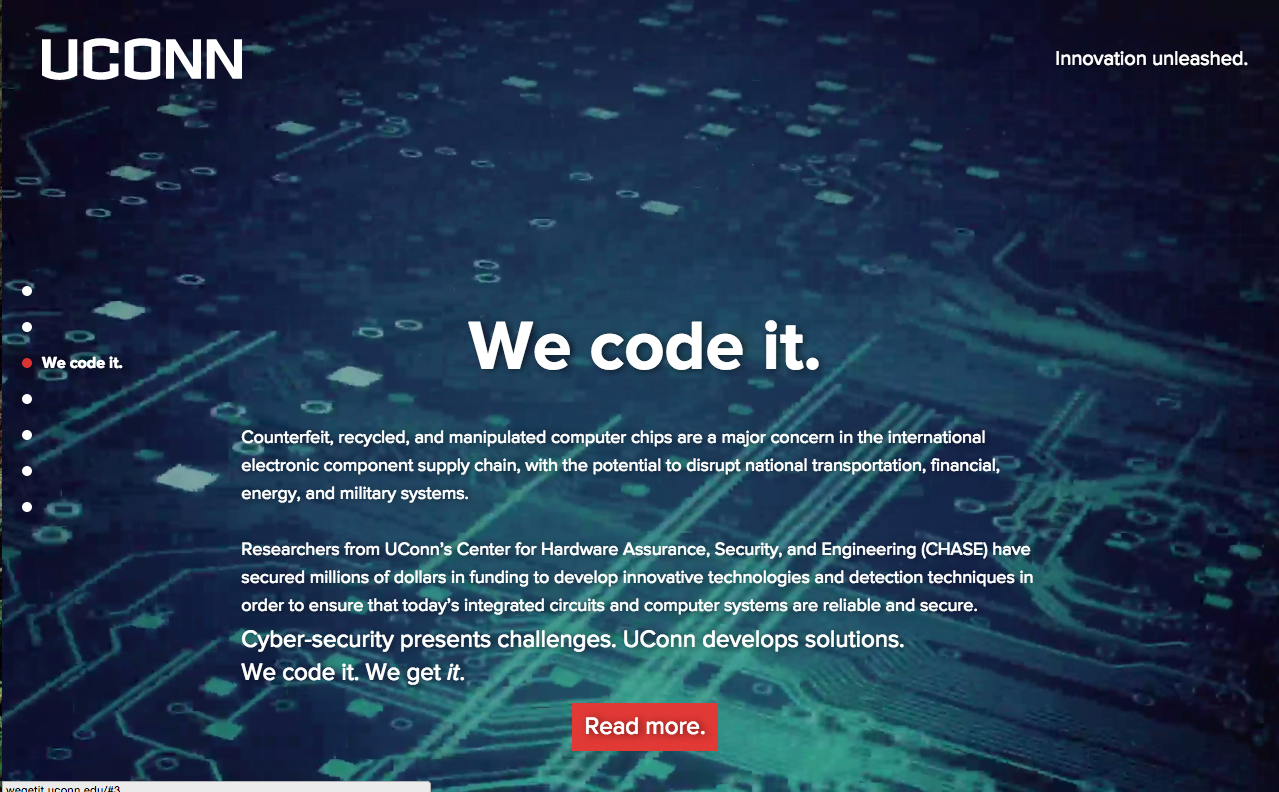 UCONN
Innovation unleashed.
We code it.
We code it.
Counterfeit, recycled, and manipulated computer chips are a major concern in the international
electronic component supply chain, with the potential to disrupt national transportation, financial,
energy, and military systems.
Researchers from UConn's Center for Hardware Assurance, Security, and Engineering (CHASE) have
secured millions of dollars in funding to develop innovative technologies and detection techniques in
order to ensure that today's integrated circuits and computer systems are reliable and secure.
Cyber-security presents challenges. UConn develops solutions.
We code it. We get it.
Read more.
wegetit.uconn.edu/#3